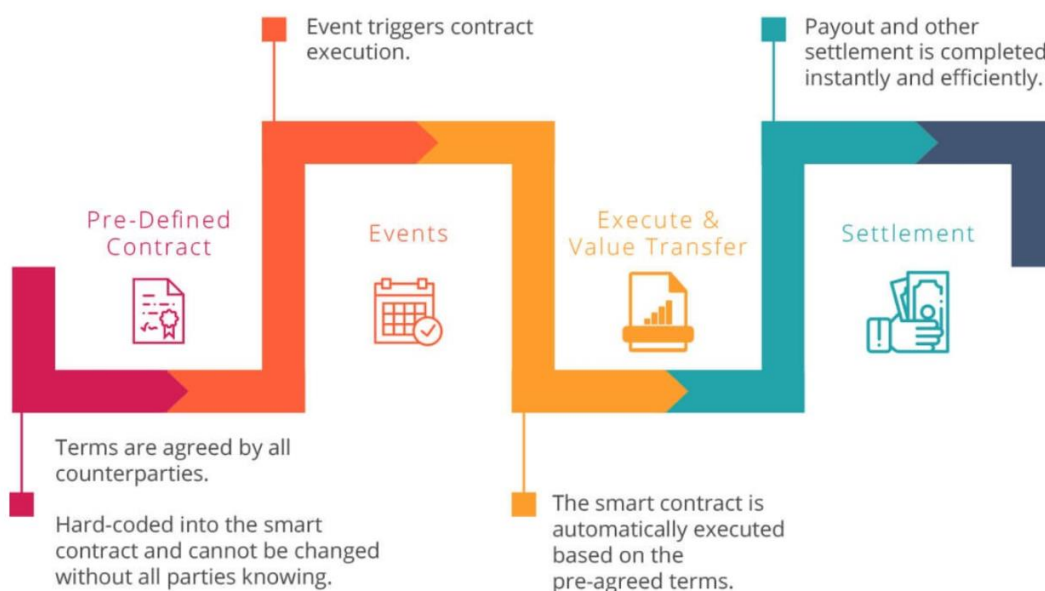 Event triggers contract
execution.
Payout and other
settlement is completed
instantly and efficiently.
Pre-Defined
Contract
Events
Execute &
Value Transfer
Settlement
Terms are agreed by all
counterparties.
Hard-coded into the smart
contract and cannot be changed
without all parties knowing.
The smart contract is
automatically executed
based on the
pre-agreed terms.